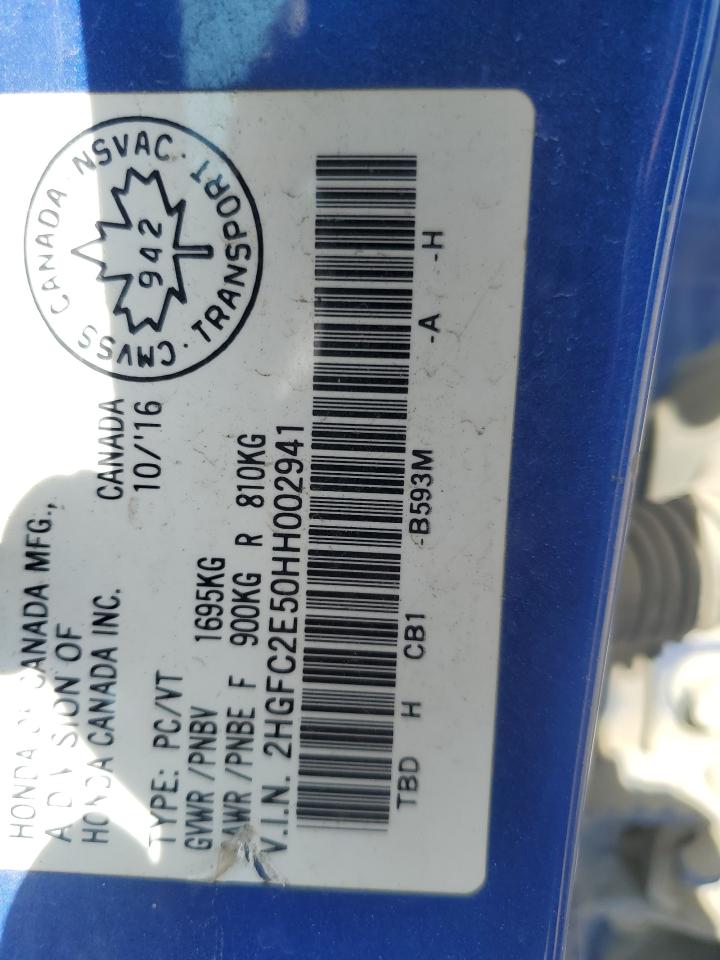 HONDA OF CANADA MFG.,
A DIVISION OF
HONDA CANADA INC.
CANADA
10/'16
TYPE: PC/VT
GVWR /PNBV 1695KG
GAWR /PNBE F 900KG R 810KG
V.I.N. 2HGFC2E50HH002941
TBD H CB1 -B593M -A -H
CANADA · NSVAC ·
TRANSPORT · CMVSS
942